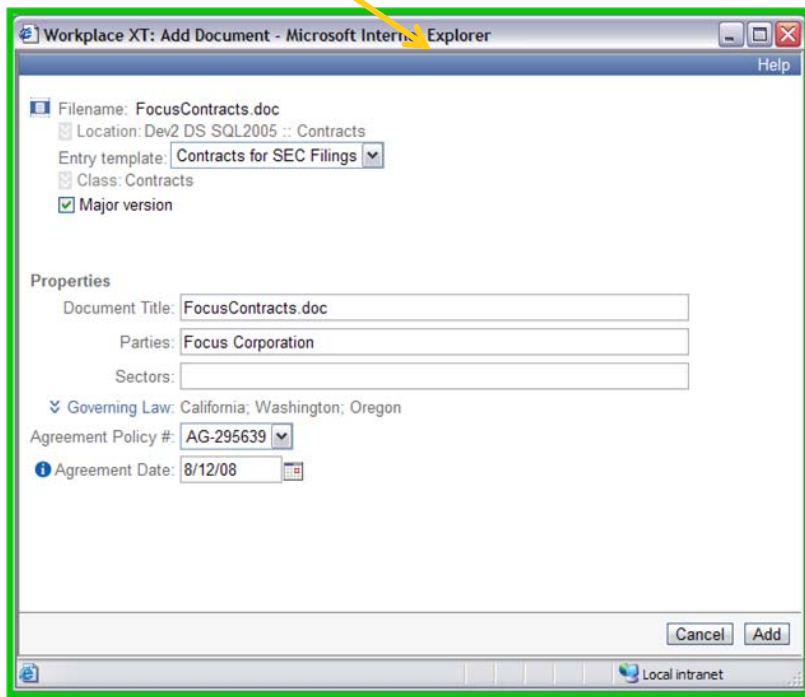 Workplace XT: Add Document - Microsoft Interne Explorer
Help
Filename: FocusContracts.doc
Location: Dev2 DS SQL2005 :: Contracts
Entry template: Contracts for SEC Filings
Class: Contracts
Major version
Properties
Document Title: FocusContracts.doc
Parties: Focus Corporation
Sectors:
Governing Law: California; Washington; Oregon
Agreement Policy #: AG-295639
Agreement Date: 8/12/08
Cancel Add
Local intranet